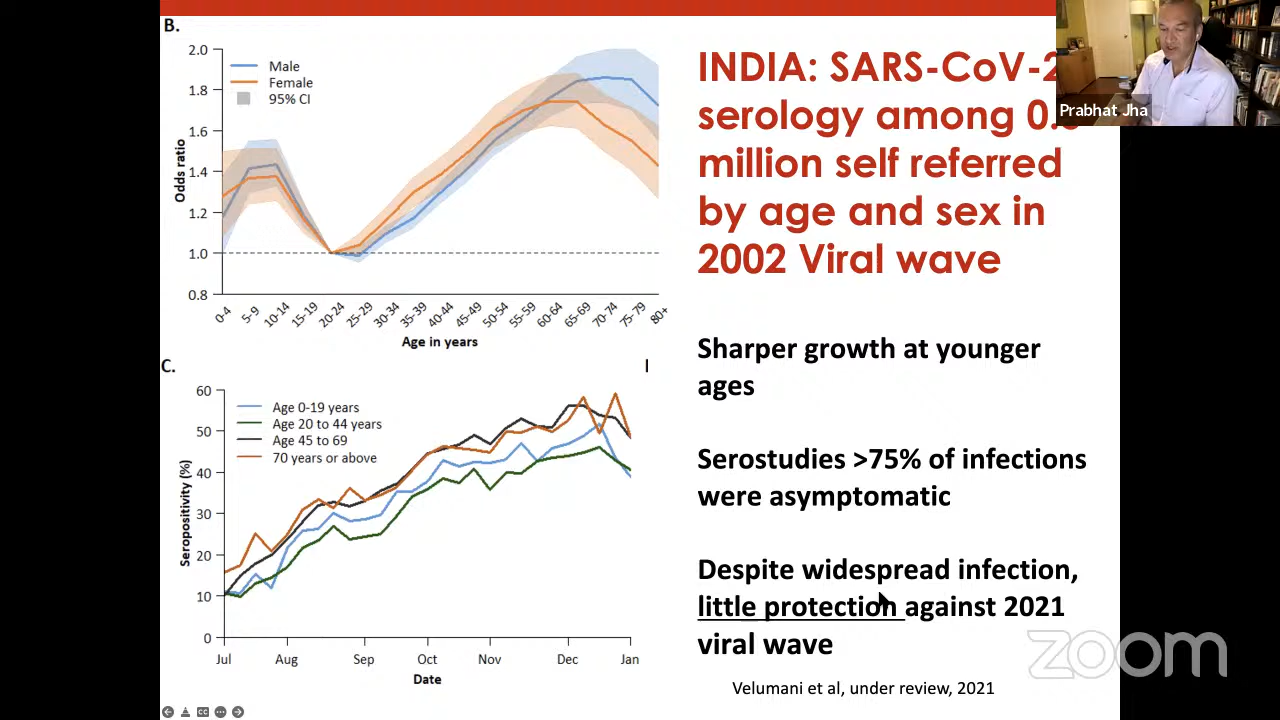 B.
2.0
1.8
1.6
1.4
1.2
1.0
0.8
Odds ratio
Male
Female
95% CI
0-4
5-9
10-14
15-19
20-24
25-29
30-34
35-39
40-44
45-49
50-54
55-59
60-64
65-69
70-74
75-79
80+
Age in years
C.
60
50
40
30
20
10
0
Seropositivity (%)
Age 0-19 years
Age 20 to 44 years
Age 45 to 69
70 years or above
Jul
Aug
Sep
Oct
Nov
Dec
Jan
Date
INDIA: SARS-CoV-2
serology among
million self referred
by age and sex in
2002 Viral wave
Sharper growth at younger
ages
Serostudies >75% of infections
were asymptomatic
Despite widespread infection,
little protection against 2021
viral wave
Velumani et al, under review, 2021
Prabhat Jha
zoom